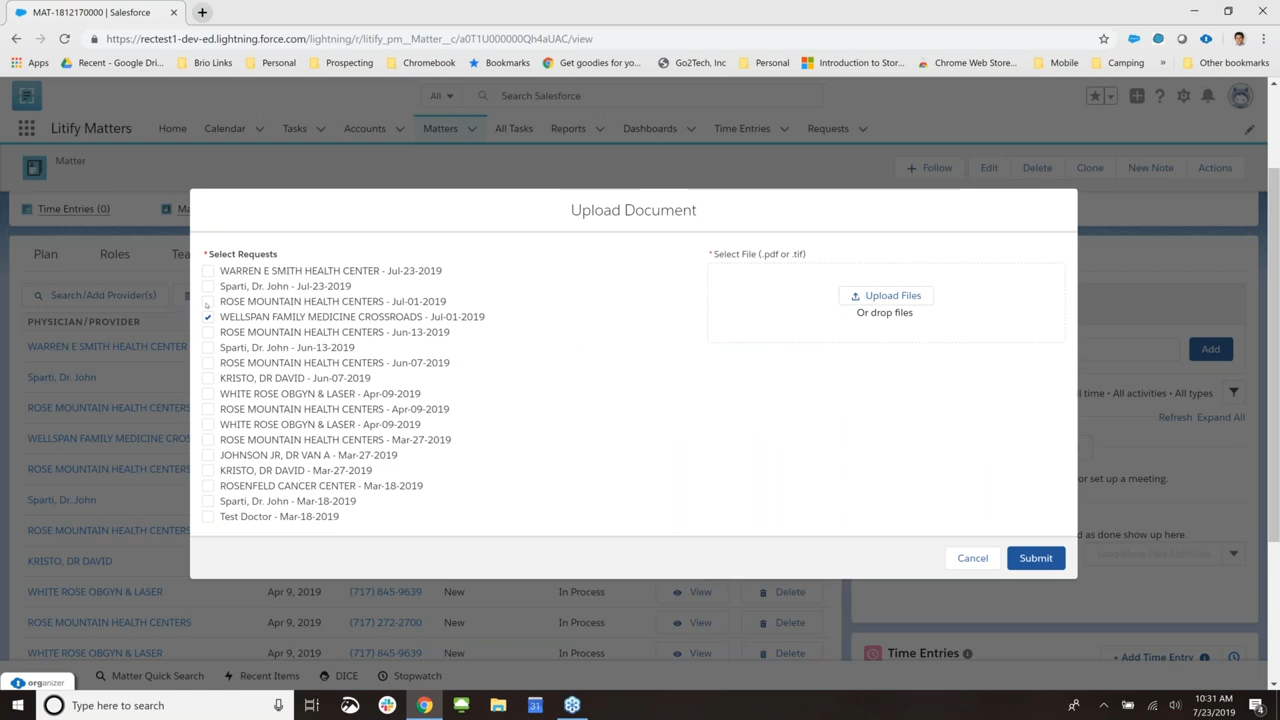 MAT-1812170000 | Salesforce
https://rectest1-dev-ed.lightning.force.com/lightning/r/litify_pm__Matter__c/a0T1U000000Qh4aUAC/view
Apps Recent - Google Dri... Brio Links Personal Prospecting Chromebook Bookmarks Get goodies for yo... Go2Tech, Inc Personal Introduction to Stor... Chrome Web Store... Mobile Camping » Other bookmarks
All Search Salesforce
Litify Matters Home Calendar Tasks Accounts Matters All Tasks Reports Dashboards Time Entries Requests
Matter
+ Follow Edit Delete Clone New Note Actions
Time Entries (0) Ma
Upload Document
Plan Roles Tea
*Select Requests
*Select File (.pdf or .tif)
WARREN E SMITH HEALTH CENTER - Jul-23-2019
Sparti, Dr. John - Jul-23-2019
ROSE MOUNTAIN HEALTH CENTERS - Jul-01-2019
WELLSPAN FAMILY MEDICINE CROSSROADS - Jul-01-2019
ROSE MOUNTAIN HEALTH CENTERS - Jun-13-2019
Sparti, Dr. John - Jun-13-2019
ROSE MOUNTAIN HEALTH CENTERS - Jun-07-2019
KRISTO, DR DAVID - Jun-07-2019
WHITE ROSE OBGYN & LASER - Apr-09-2019
ROSE MOUNTAIN HEALTH CENTERS - Apr-09-2019
WHITE ROSE OBGYN & LASER - Apr-09-2019
ROSE MOUNTAIN HEALTH CENTERS - Mar-27-2019
JOHNSON JR, DR VAN A - Mar-27-2019
KRISTO, DR DAVID - Mar-27-2019
ROSENFELD CANCER CENTER - Mar-18-2019
Sparti, Dr. John - Mar-18-2019
Test Doctor - Mar-18-2019
Upload Files
Or drop files
Cancel Submit
Search/Add Provider(s)
PHYSICIAN/PROVIDER
WARREN E SMITH HEALTH CENTER
Sparti, Dr. John
ROSE MOUNTAIN HEALTH CENTERS
WELLSPAN FAMILY MEDICINE CROS
ROSE MOUNTAIN HEALTH CENTERS
Sparti, Dr. John
ROSE MOUNTAIN HEALTH CENTERS
KRISTO, DR DAVID
WHITE ROSE OBGYN & LASER Apr 9, 2019 (717) 845-9639 New In Process View Delete
ROSE MOUNTAIN HEALTH CENTERS Apr 9, 2019 (717) 272-2700 New In Process View Delete
WHITE ROSE OBGYN & LASER Apr 9, 2019 (717) 845-9639 New In Process View Delete
Add
ll time • All activities • All types
Refresh Expand All
or set up a meeting.
d as done show up here.
Time Entries
+ Add Time Entry
organizer Matter Quick Search Recent Items DICE Stopwatch
Type here to search
31
10:31 AM
7/23/2019
4